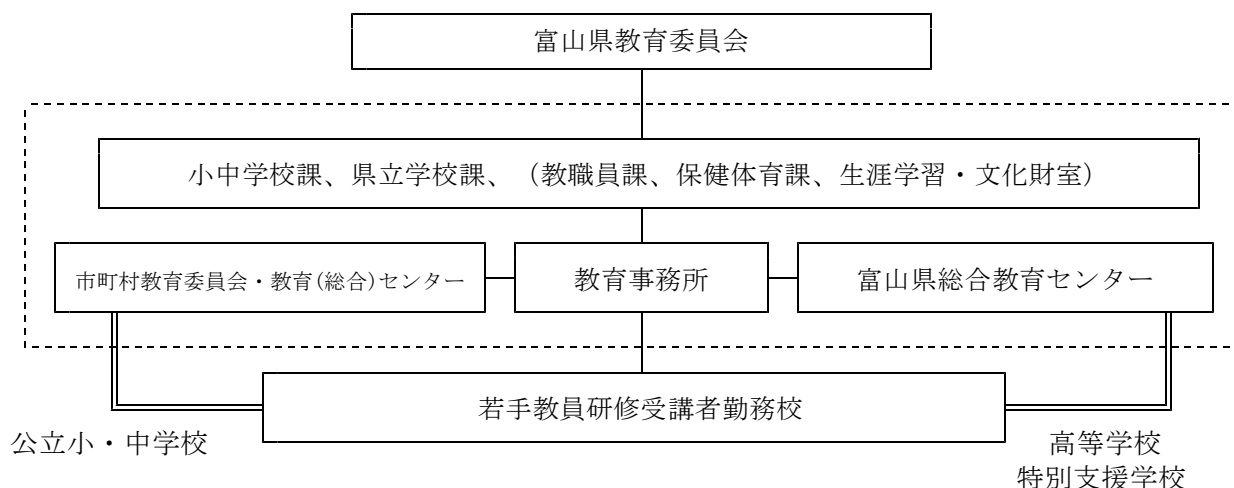 富山県教育委員会
小中学校課、県立学校課、（教職員課、保健体育課、生涯学習・文化財室）
市町村教育委員会・教育(総合)センター
教育事務所
富山県総合教育センター
若手教員研修受講者勤務校
公立小・中学校
高等学校
特別支援学校